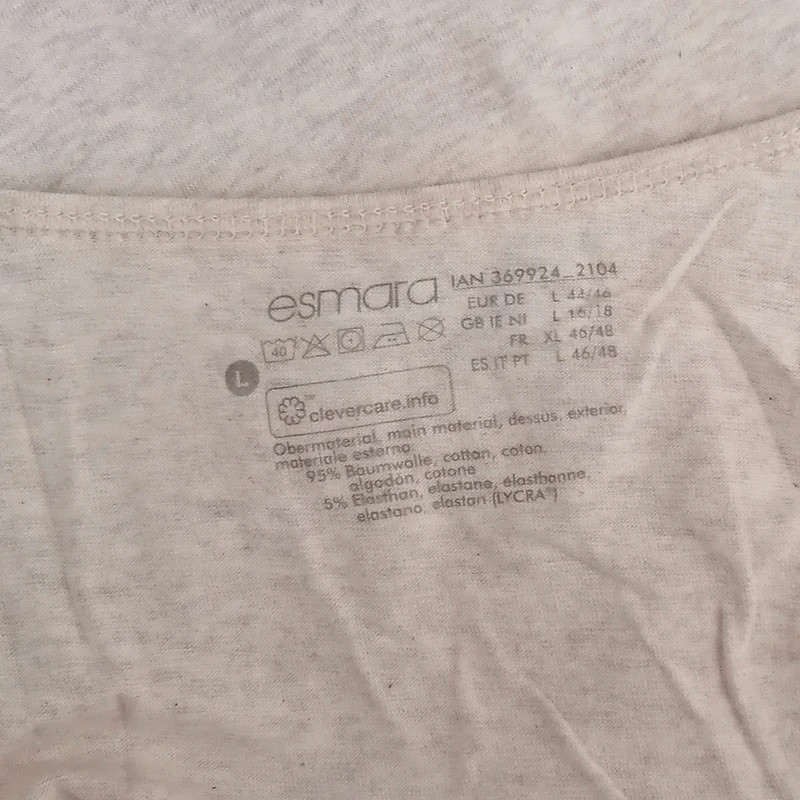 esmara
IAN 369924_2104
EUR DE L 44/46
GB IE NI L 16/18
FR XL 46/48
ES IT PT L 46/48
40
L
clevercare.info
Obermaterial, main material, dessus, exterior,
materiale esterno:
95% Baumwolle, cotton, coton,
algodón, cotone
5% Elasthan, elastane, élasthanne,
elastano, elastan (LYCRA®)